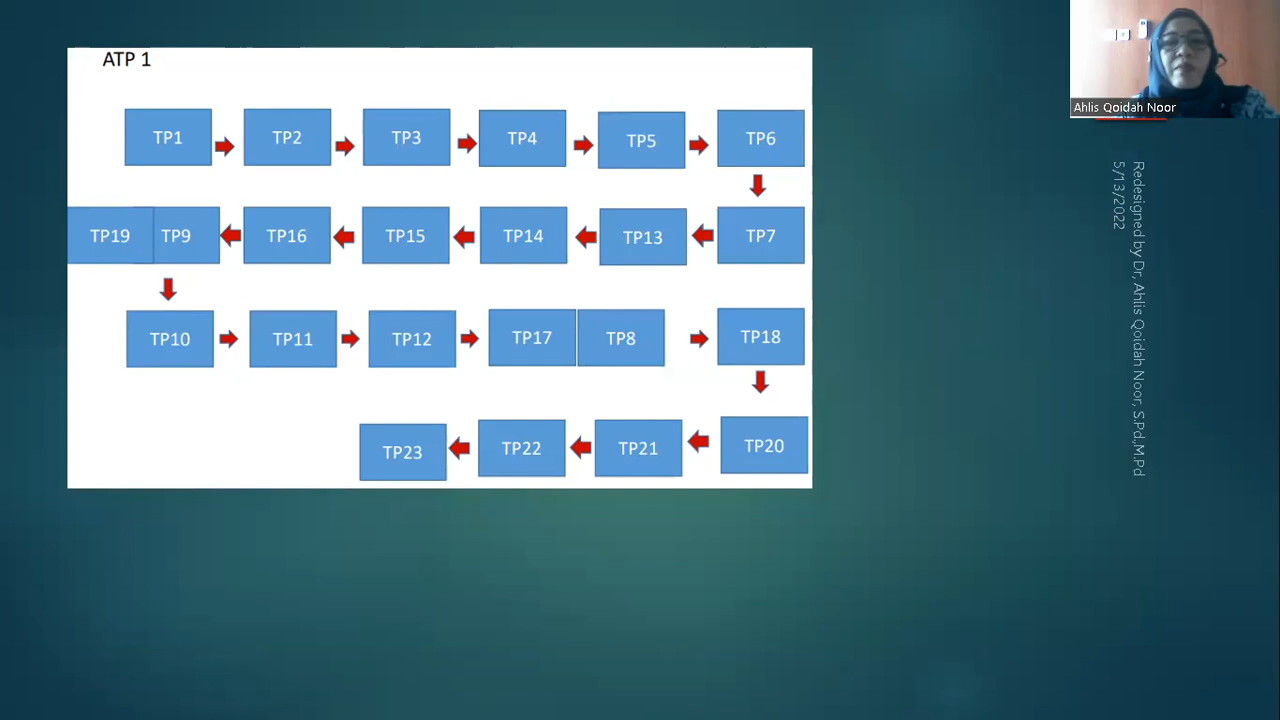 ATP 1
TP1 TP2 TP3 TP4 TP5 TP6
TP19 TP9 TP16 TP15 TP14 TP13 TP7
TP10 TP11 TP12 TP17 TP8 TP18
TP23 TP22 TP21 TP20
Ahlis Qoidah Noor
Redesigned by Dr, Ahlis Qoidah Noor, S.Pd.,M.Pd
5/13/2022